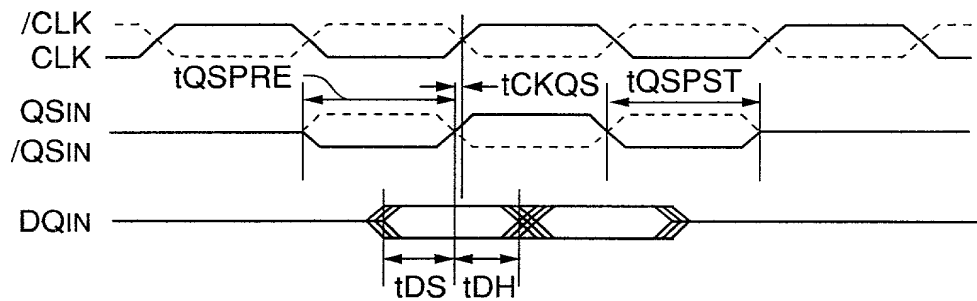 /CLK
CLK
tQSPRE
tCKQS
tQSPST
QSIN
/QSIN
DQIN
tDS
tDH